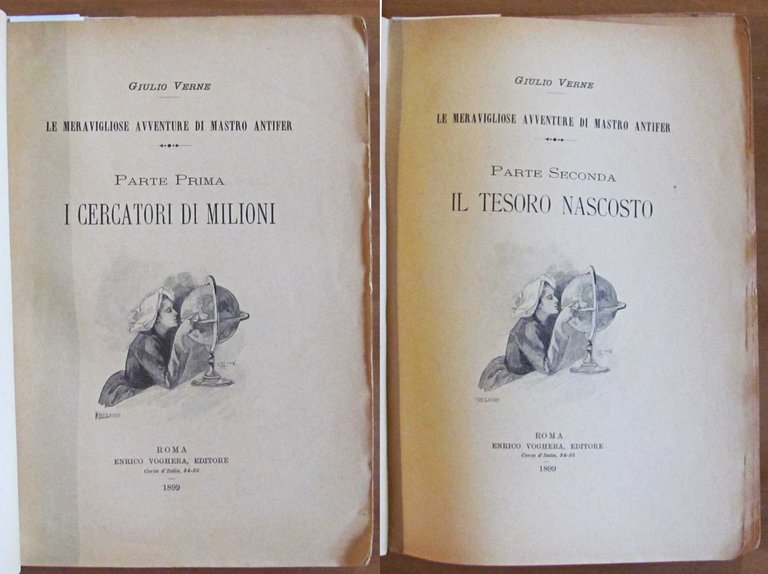 GIULIO VERNE
LE MERAVIGLIOSE AVVENTURE DI MASTRO ANTIFER
PARTE PRIMA
I CERCATORI DI MILIONI
ROMA
ENRICO VOGHERA, EDITORE
Corso d'Italia, 34-35
1899
GIULIO VERNE
LE MERAVIGLIOSE AVVENTURE DI MASTRO ANTIFER
PARTE SECONDA
IL TESORO NASCOSTO
ROMA
ENRICO VOGHERA, EDITORE
Corso d'Italia, 34-35
1899